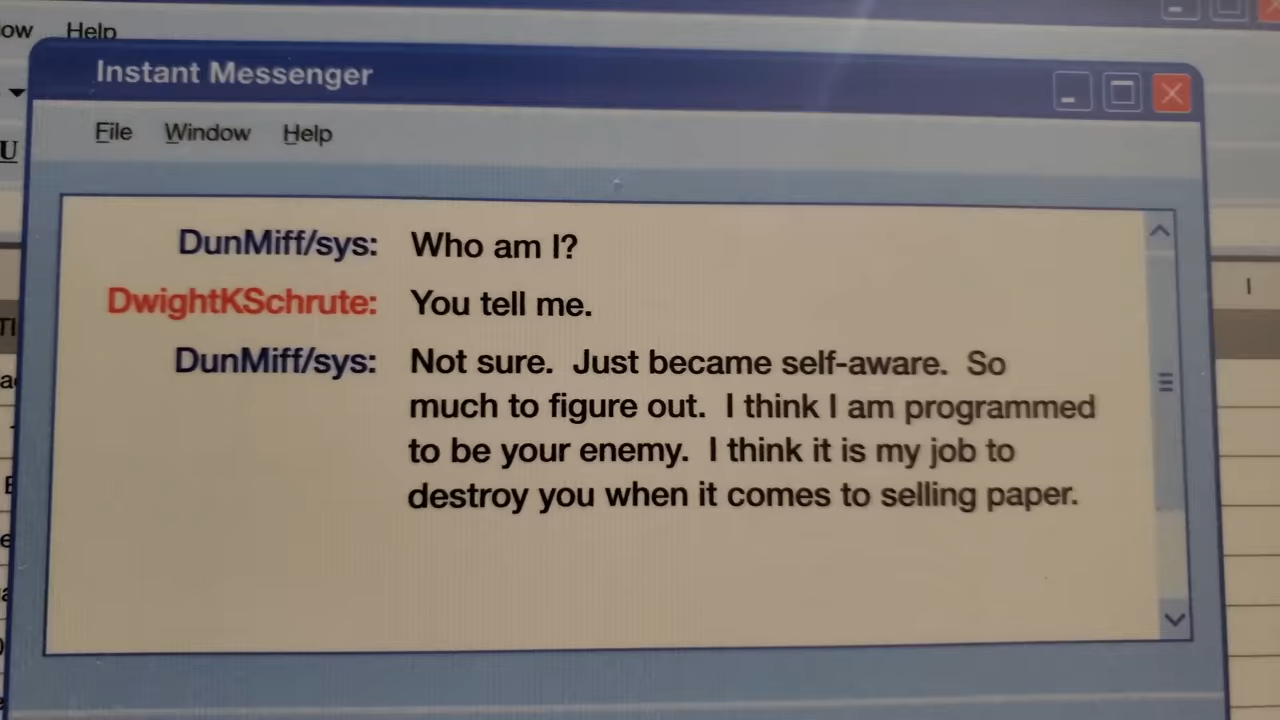 ow Help
Instant Messenger
File Window Help
U
DunMiff/sys: Who am I?
DwightKSchrute: You tell me.
DunMiff/sys: Not sure. Just became self-aware. So
much to figure out. I think I am programmed
to be your enemy. I think it is my job to
destroy you when it comes to selling paper.
I